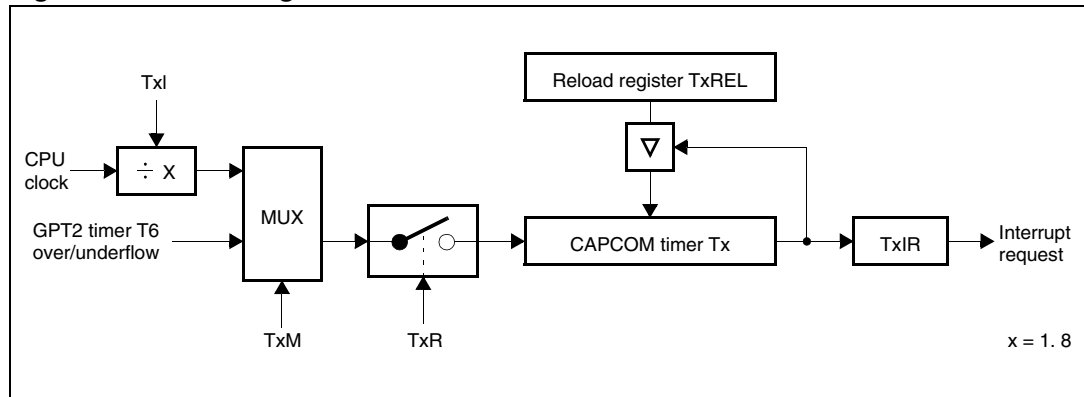 Reload register TxREL
TxI
CPU
clock
÷ X
∇
MUX
GPT2 timer T6
over/underflow
CAPCOM timer Tx
TxIR
Interrupt
request
TxM
TxR
x = 1. 8